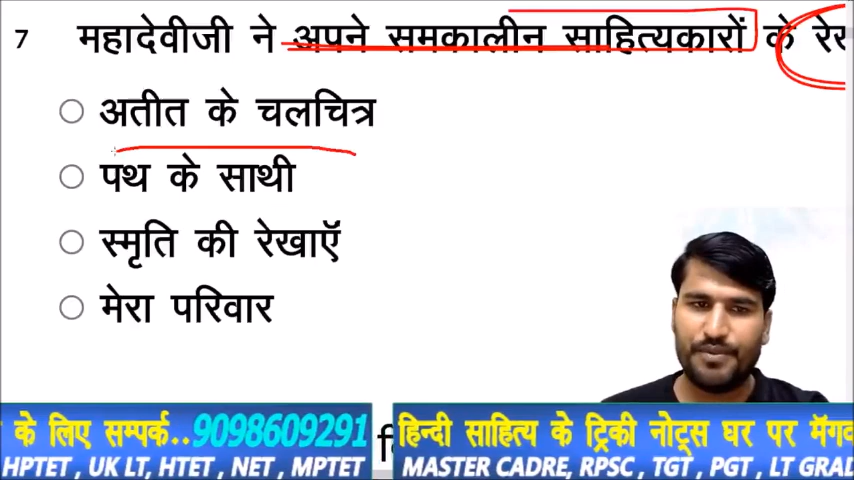 7 महादेवीजी ने अपने समकालीन साहित्यकारों के
अतीत के चलचित्र
पथ के साथी
स्मृति की रेखाएॅ
मेरा परिवार
के लिए सम्पर्क..9098609291 हिन्दी साहित्य के ट्रिकी नोट्स घर पर
HPTET , UK LT, HTET , NET , MPTET MASTER CADRE, RPSC , TGT , PGT , LT GRAD